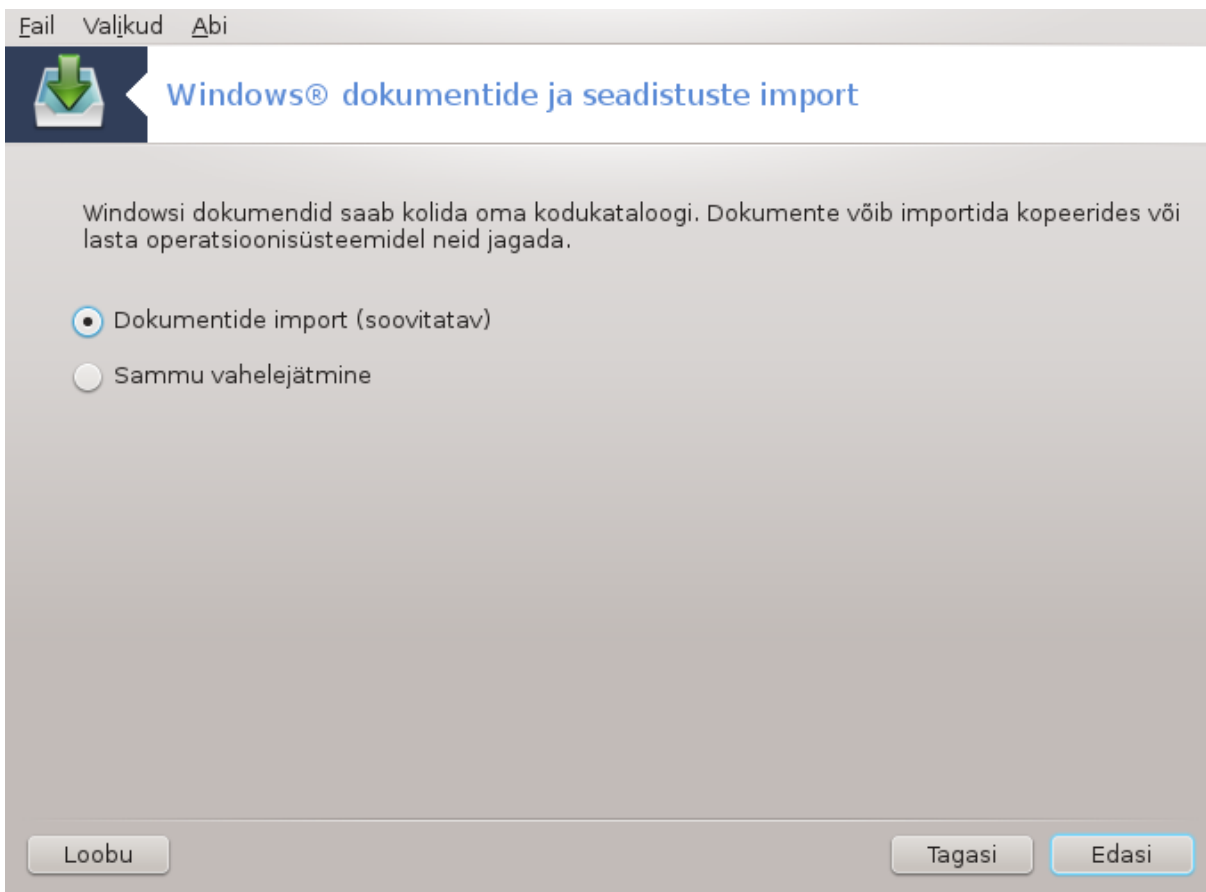 Fail Valikud Abi
Windows® dokumentide ja seadistuste import
Windowsi dokumendid saab kolida oma kodukataloogi. Dokumente võib importida kopeerides või
lasta operatsioonisüsteemidel neid jagada.
Dokumentide import (soovitatav)
Sammu vahelejätmine
Loobu Tagasi Edasi